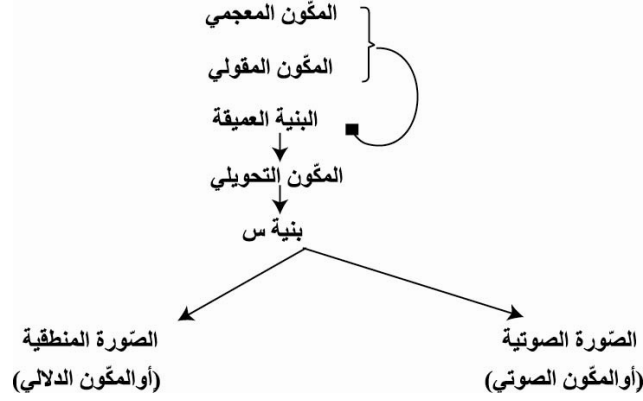 المكّون المعجمي
المكّون المقولي
البنية العميقة
المكّون التحويلي
بنية س
الصّورة الصوتية
(أوالمكّون الصوتي)
الصّورة المنطقية
(أوالمكّون الدلالي)